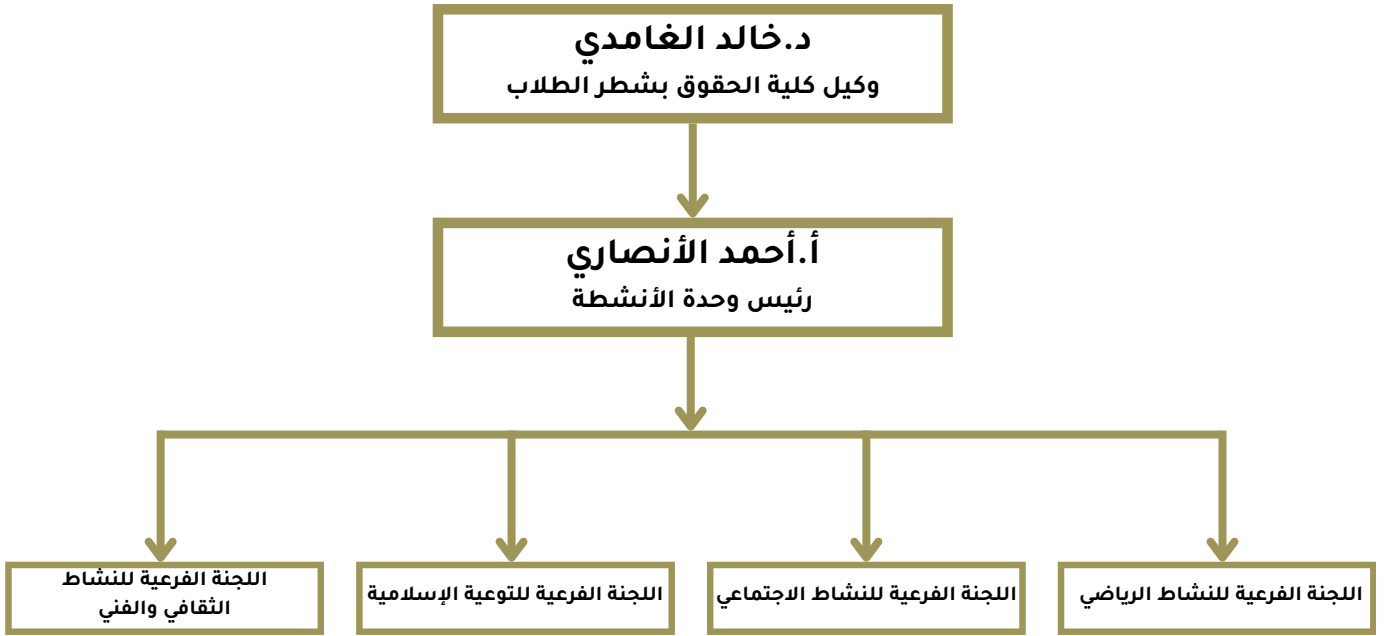 د.خالد الغامدي
وكيل كلية الحقوق بشطر الطلاب
أ.أحمد الأنصاري
رئيس وحدة الأنشطة
اللجنة الفرعية للنشاط الرياضي
اللجنة الفرعية للنشاط الاجتماعي
اللجنة الفرعية للتوعية الإسلامية
اللجنة الفرعية للنشاط
الثقافي والفني